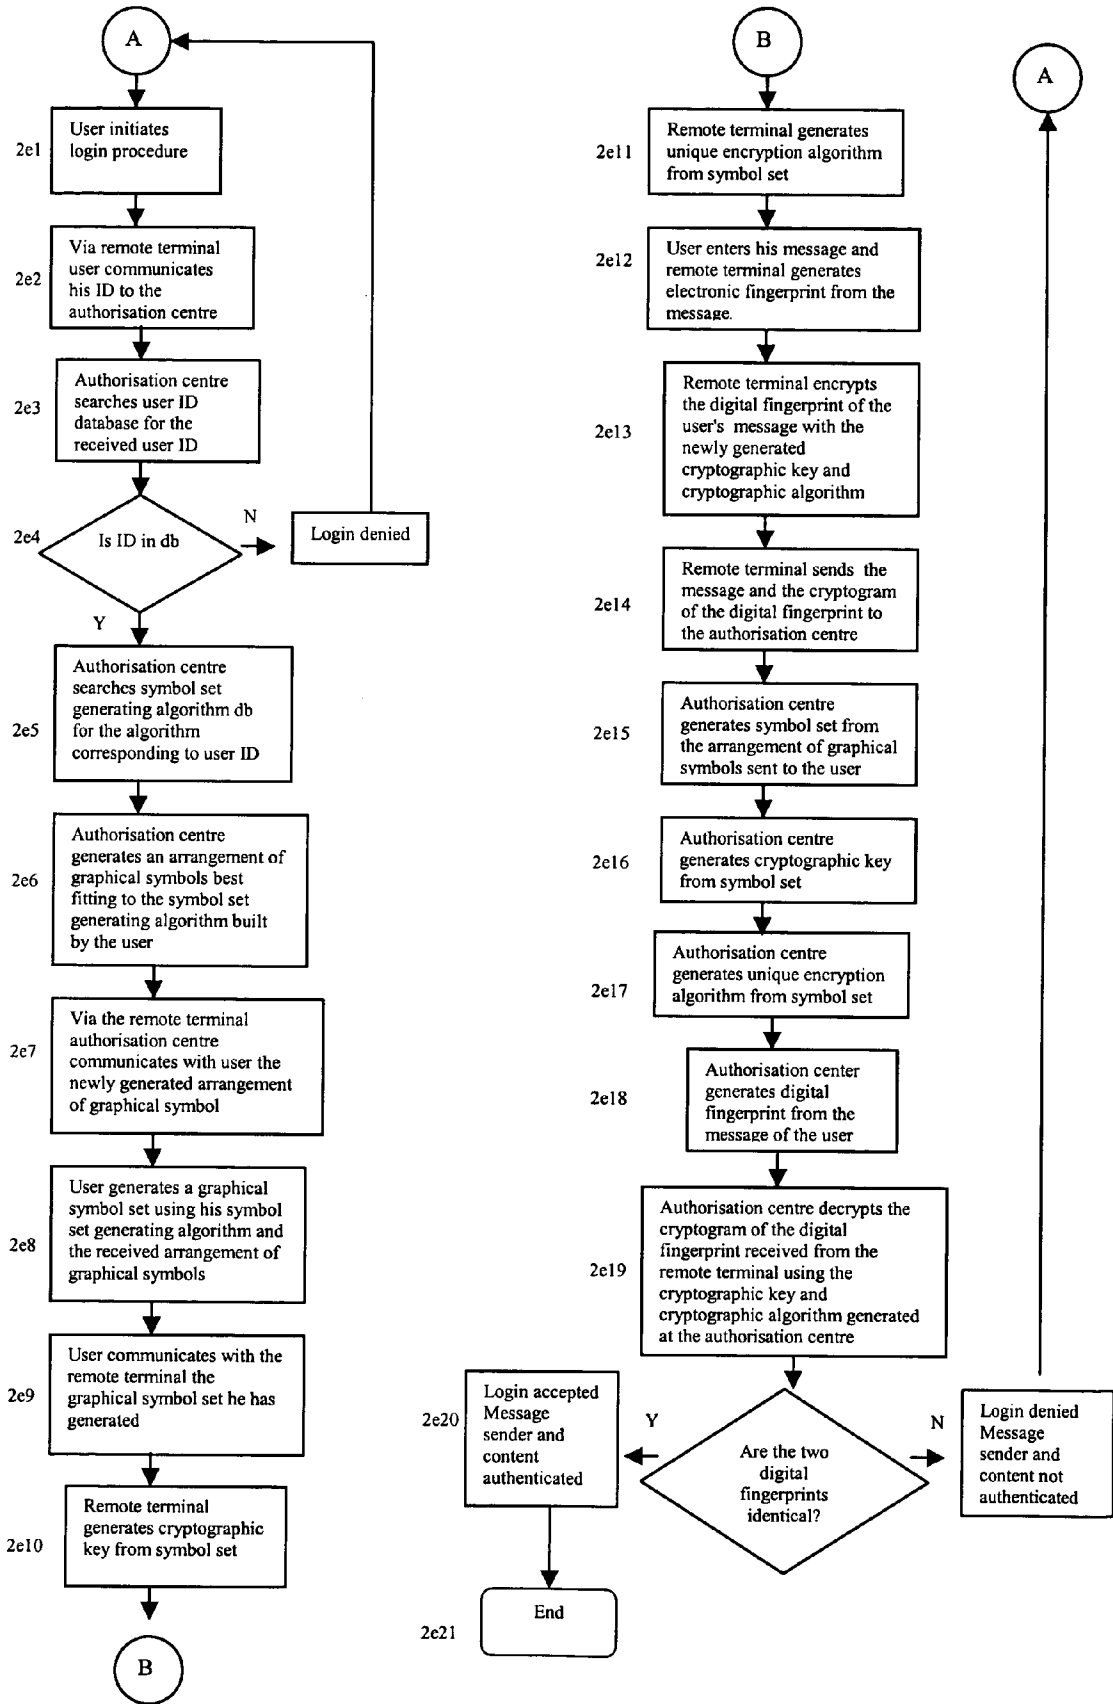 A
2e1
User initiates
login procedure
2e2
Via remote terminal
user communicates
his ID to the
authorisation centre
2e3
Authorisation centre
searches user ID
database for the
received user ID
2e4
Is ID in db
N
Login denied
Y
2e5
Authorisation centre
searches symbol set
generating algorithm db
for the algorithm
corresponding to user ID
2e6
Authorisation centre
generates an arrangement of
graphical symbols best
fitting to the symbol set
generating algorithm built
by the user
2e7
Via the remote terminal
authorisation centre
communicates with user the
newly generated arrangement
of graphical symbol
2e8
User generates a graphical
symbol set using his symbol
set generating algorithm and
the received arrangement of
graphical symbols
2e9
User communicates with the
remote terminal the
graphical symbol set he has
generated
2e10
Remote terminal
generates cryptographic
key from symbol set
B
B
2e11
Remote terminal generates
unique encryption algorithm
from symbol set
2e12
User enters his message and
remote terminal generates
electronic fingerprint from the
message.
2e13
Remote terminal encrypts
the digital fingerprint of the
user's message with the
newly generated
cryptographic key and
cryptographic algorithm
2e14
Remote terminal sends the
message and the cryptogram
of the digital fingerprint to
the authorisation centre
2e15
Authorisation centre
generates symbol set from
the arrangement of graphical
symbols sent to the user
2e16
Authorisation centre
generates cryptographic key
from symbol set
2e17
Authorisation centre
generates unique encryption
algorithm from symbol set
2e18
Authorisation center
generates digital
fingerprint from the
message of the user
2e19
Authorisation centre decrypts the
cryptogram of the digital
fingerprint received from the
remote terminal using the
cryptographic key and
cryptographic algorithm generated
at the authorisation centre
Are the two
digital
fingerprints
identical?
Y
2e20
Login accepted
Message
sender and
content
authenticated
2e21
End
N
Login denied
Message
sender and
content not
authenticated
A